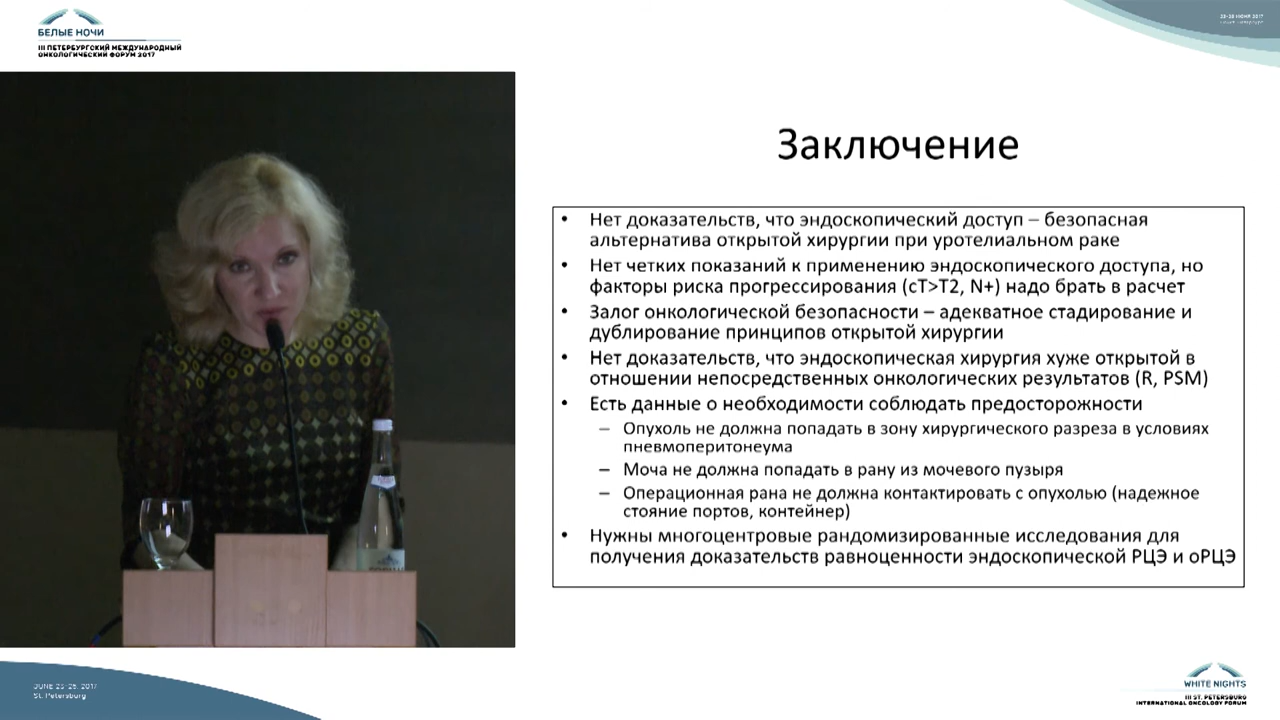 БЕЛЫЕ НОЧИ
III ПЕТЕРБУРГСКИЙ МЕЖДУНАРОДНЫЙ
ОНКОЛОГИЧЕСКИЙ ФОРУМ 2017
Заключение
• Нет доказательств, что эндоскопический доступ – безопасная
альтернатива открытой хирургии при уротелиальном раке
• Нет четких показаний к применению эндоскопического доступа, но
факторы риска прогрессирования (cT>T2, N+) надо брать в расчет
• Залог онкологической безопасности – адекватное стадирование и
дублирование принципов открытой хирургии
• Нет доказательств, что эндоскопическая хирургия хуже открытой в
отношении непосредственных онкологических результатов (R, PSM)
• Есть данные о необходимости соблюдать предосторожности
– Опухоль не должна попадать в зону хирургического разреза в условиях
пневмоперитонеума
– Моча не должна попадать в рану из мочевого пузыря
– Операционная рана не должна контактировать с опухолью (надежное
стояние портов, контейнер)
• Нужны многоцентровые рандомизированные исследования для
получения доказательств равноценности эндоскопической РЦЭ и оРЦЭ
St. Petersburg
WHITE NIGHTS
III ST. PETERSBURG
INTERNATIONAL ONCOLOGY FORUM